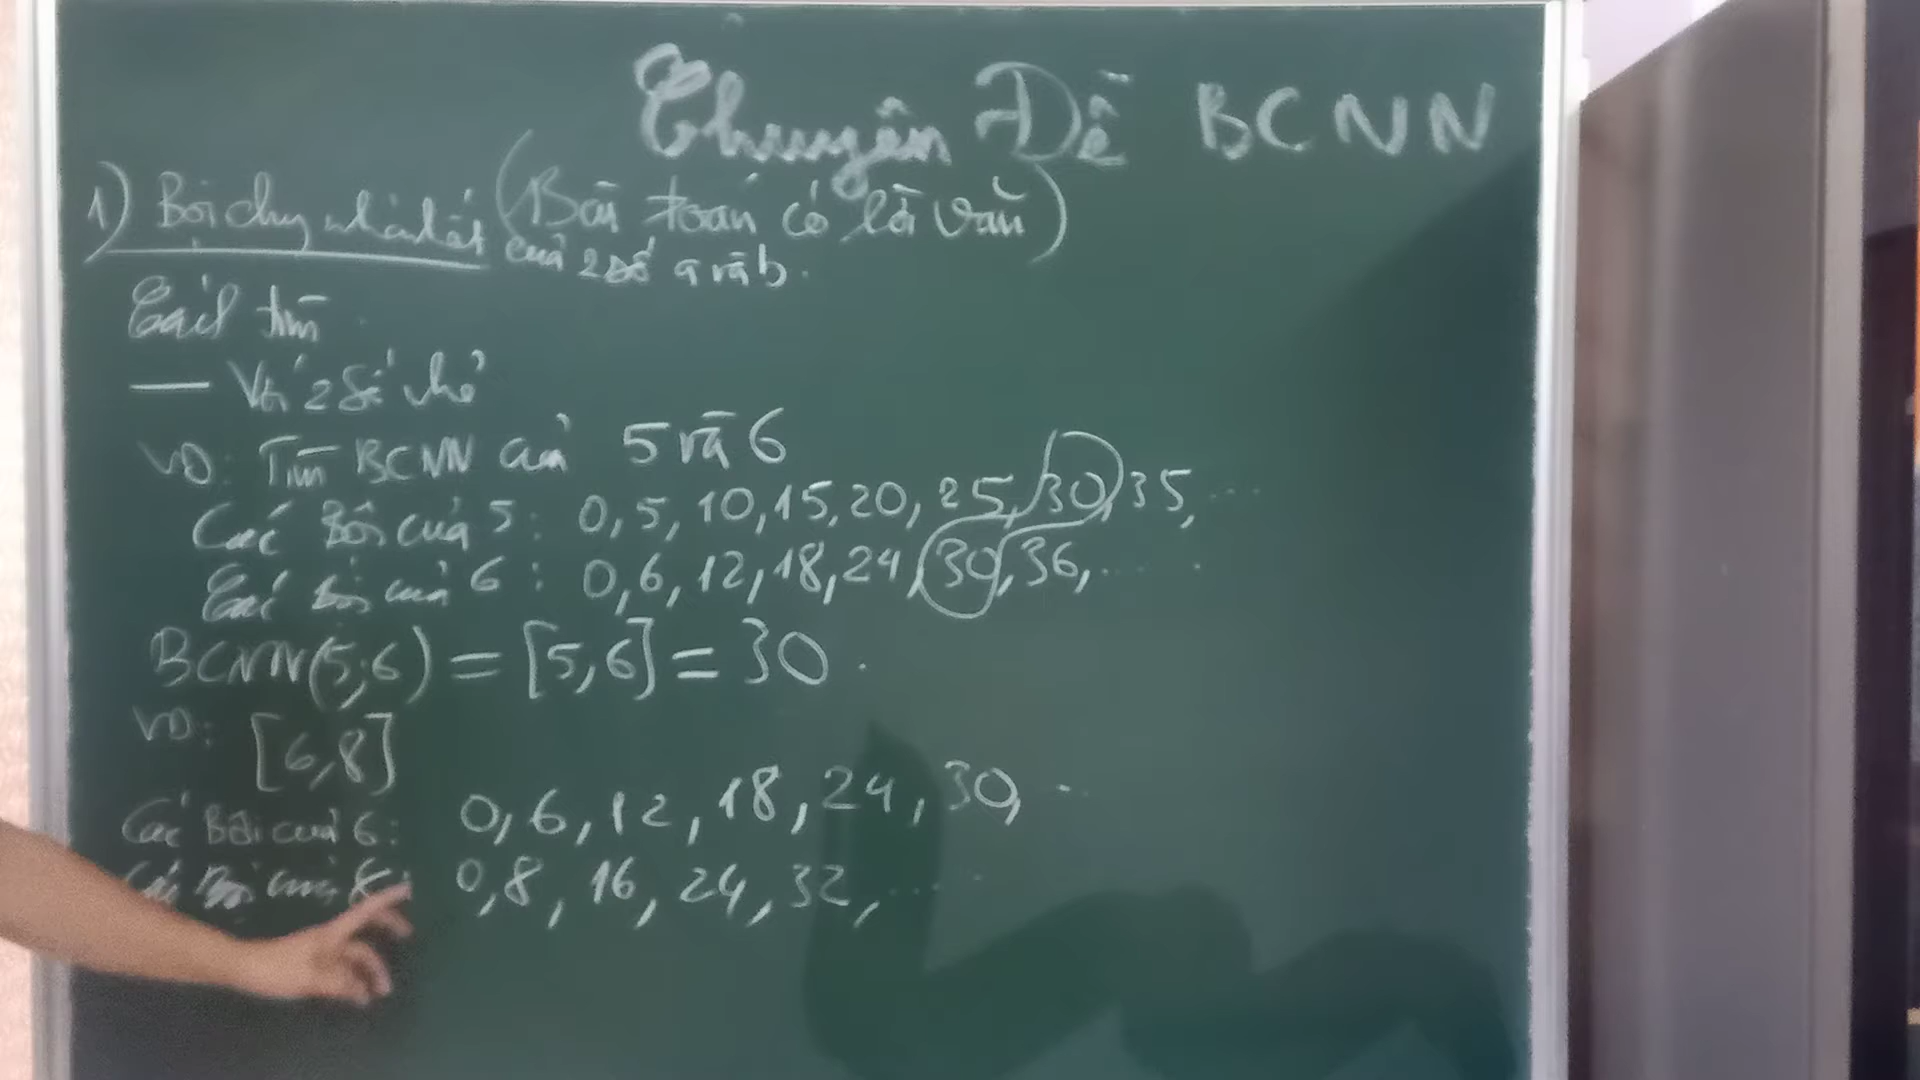 Chuyên Đề BCNN
1) Bội chung nhỏ nhất (Bài toán có lời văn)
của 2 số a và b.
Cách tìm
— Với 2 số nhỏ
VD: Tìm BCNN của 5 và 6
Các Bội của 5: 0, 5, 10, 15, 20, 25, 30, 35, ....
Các bội của 6: 0, 6, 12, 18, 24, 30, 36, ....
BCNN(5;6) = [5,6] = 30.
VD: [6,8]
Các Bội của 6: 0, 6, 12, 18, 24, 30, ...
Các Bội của 8: 0, 8, 16, 24, 32, ....